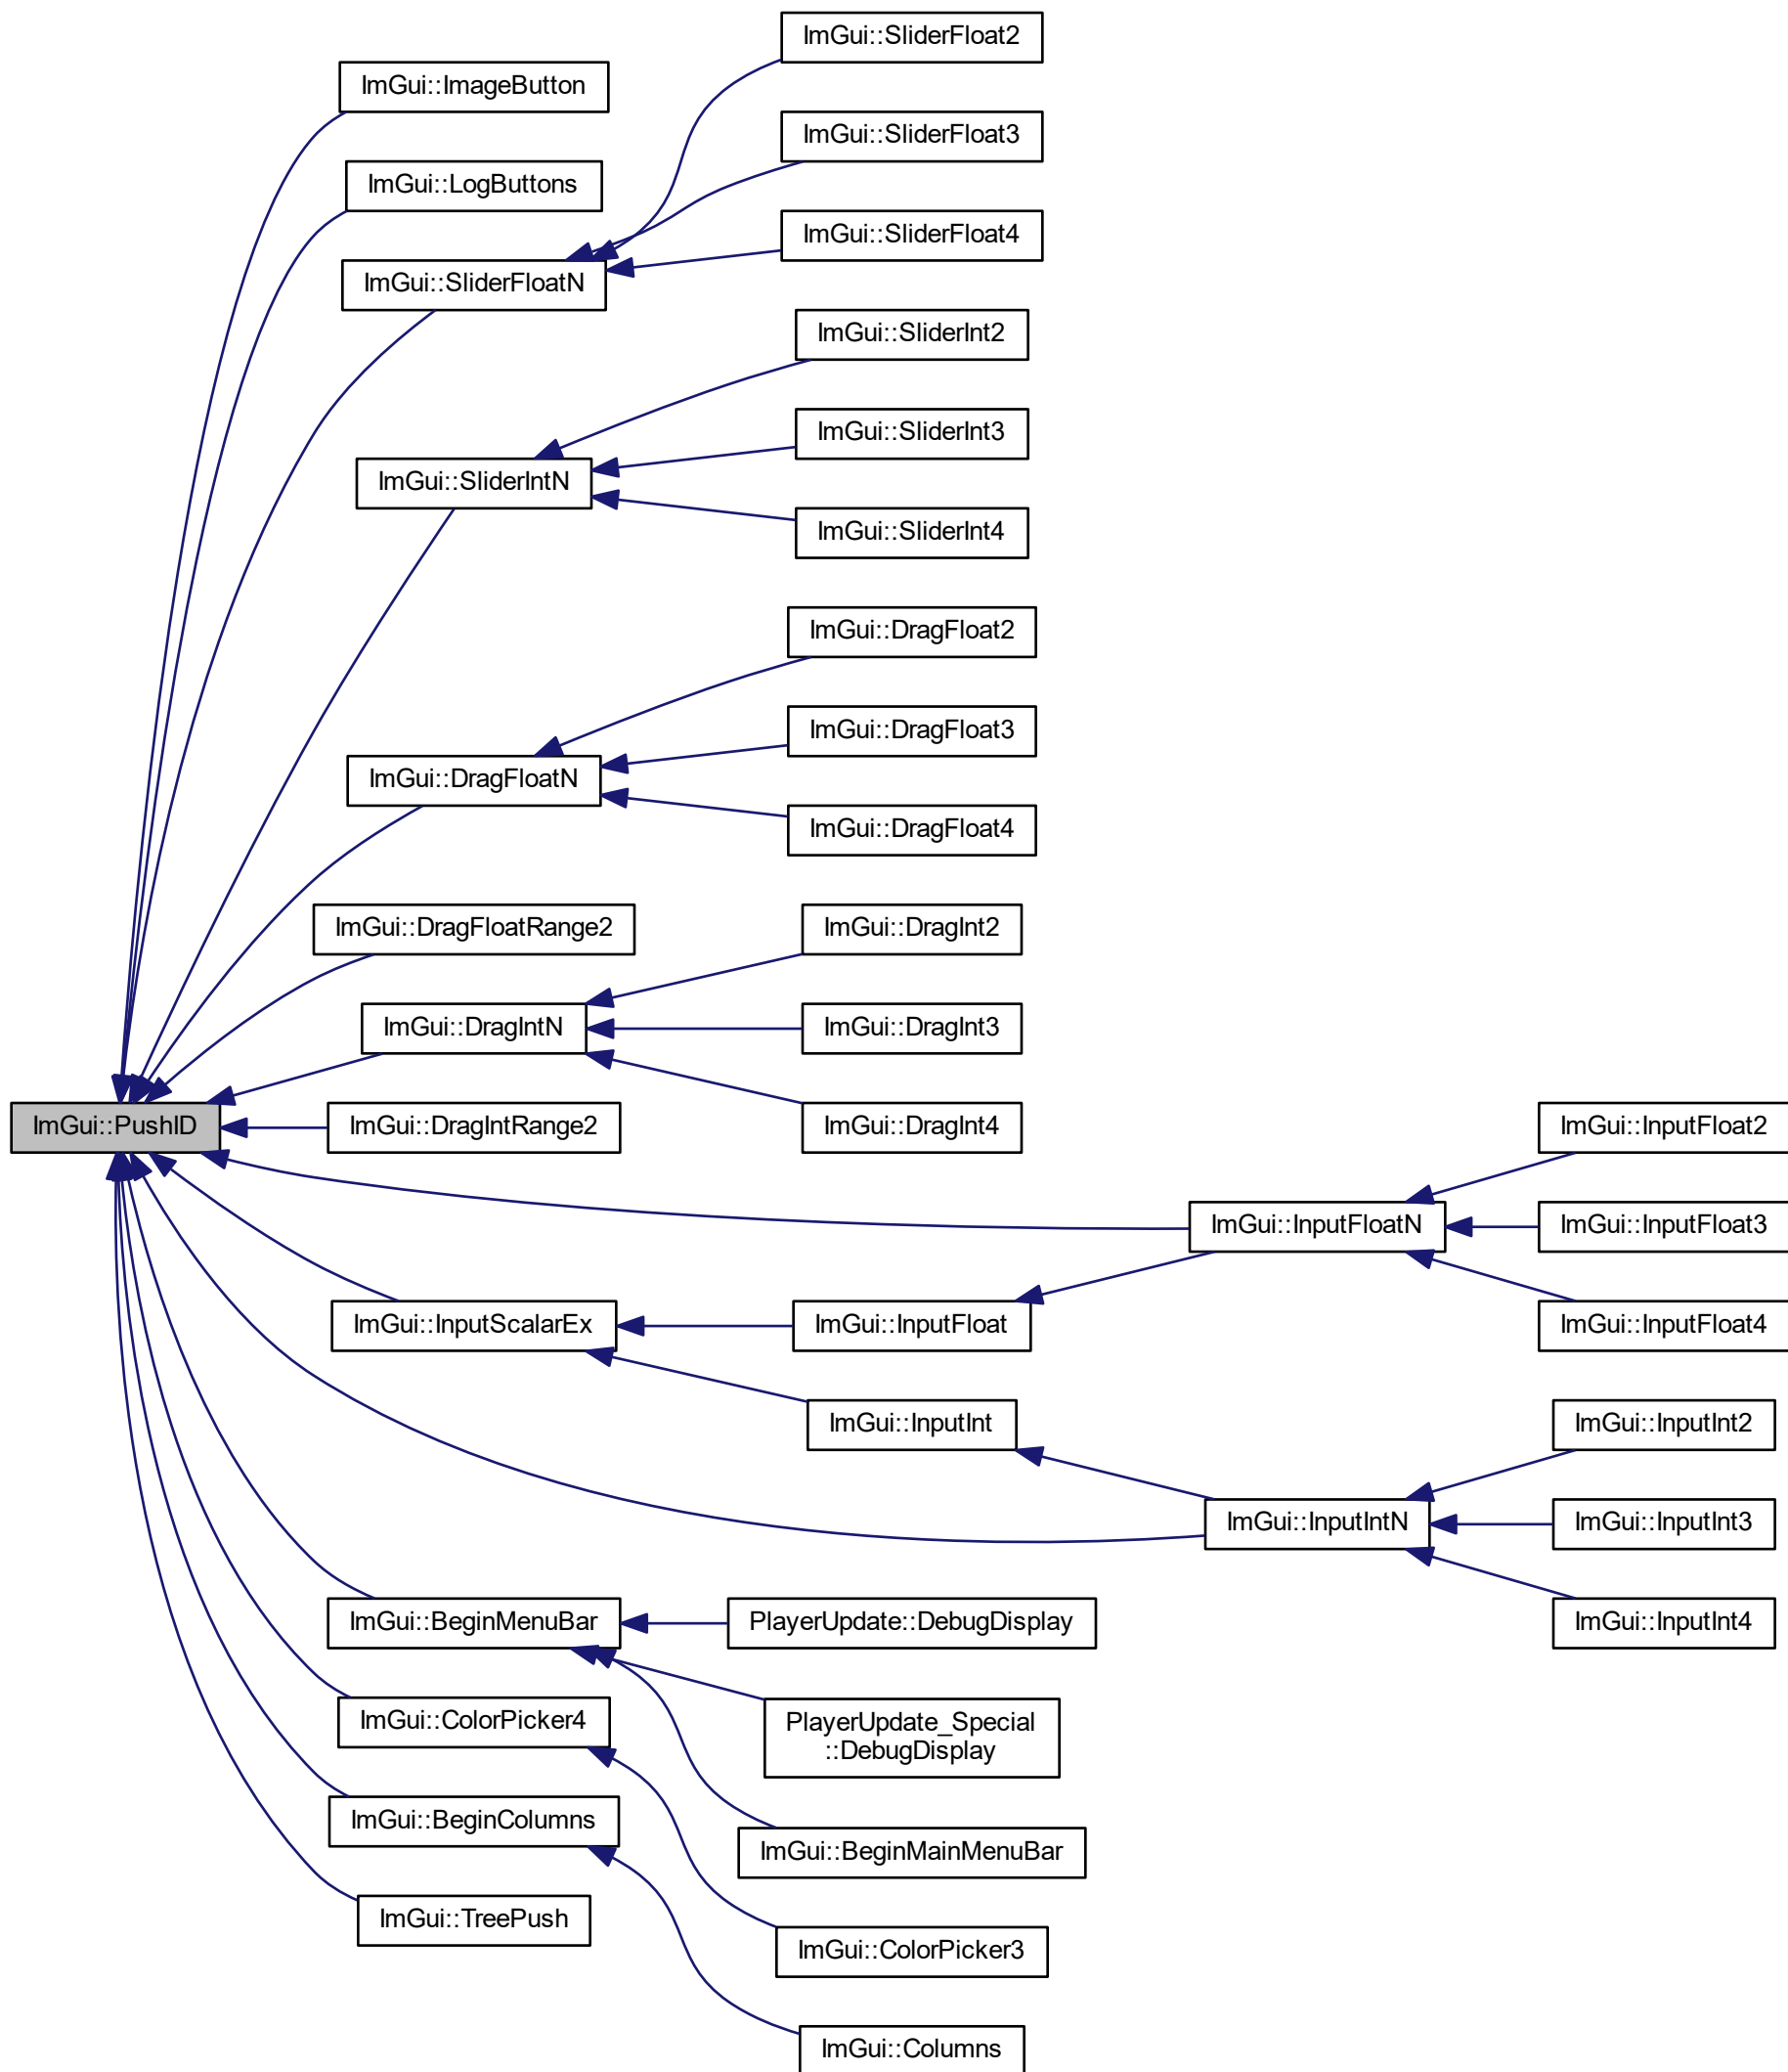 ImGui::SliderFloat2
ImGui::ImageButton
ImGui::SliderFloat3
ImGui::LogButtons
ImGui::SliderFloat4
ImGui::SliderFloatN
ImGui::SliderInt2
ImGui::SliderInt3
ImGui::SliderIntN
ImGui::SliderInt4
ImGui::DragFloat2
ImGui::DragFloat3
ImGui::DragFloatN
ImGui::DragFloat4
ImGui::DragFloatRange2
ImGui::DragInt2
ImGui::DragIntN
ImGui::DragInt3
ImGui::PushID
ImGui::DragIntRange2
ImGui::DragInt4
ImGui::InputFloat2
ImGui::InputFloatN
ImGui::InputFloat3
ImGui::InputScalarEx
ImGui::InputFloat
ImGui::InputFloat4
ImGui::InputInt
ImGui::InputInt2
ImGui::InputIntN
ImGui::InputInt3
ImGui::BeginMenuBar
PlayerUpdate::DebugDisplay
ImGui::InputInt4
ImGui::ColorPicker4
PlayerUpdate_Special
::DebugDisplay
ImGui::BeginColumns
ImGui::BeginMainMenuBar
ImGui::TreePush
ImGui::ColorPicker3
ImGui::Columns